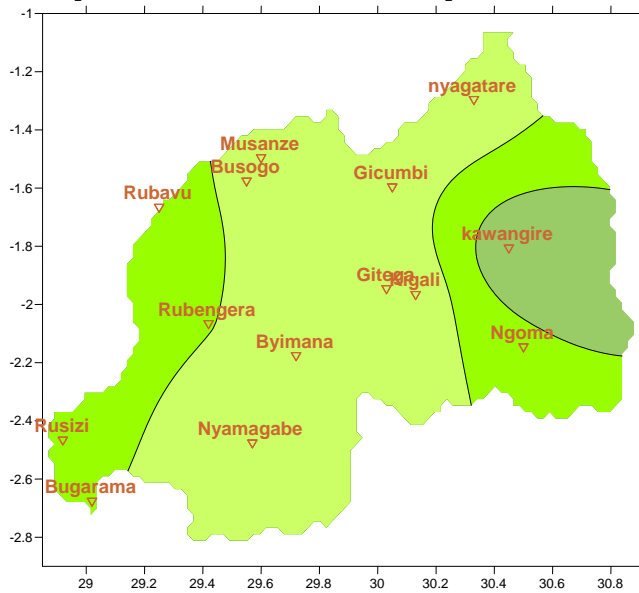 -1
-1.2
nyagatare
-1.4
Musanze
Busogo
Gicumbi
-1.6
Rubavu
kawangire
-1.8
Gitega
Kigali
-2
Rubengera
Ngoma
Byimana
-2.2
-2.4
Rusizi
Nyamagabe
-2.6
Bugarama
-2.8
29 29.2 29.4 29.6 29.8 30 30.2 30.4 30.6 30.8